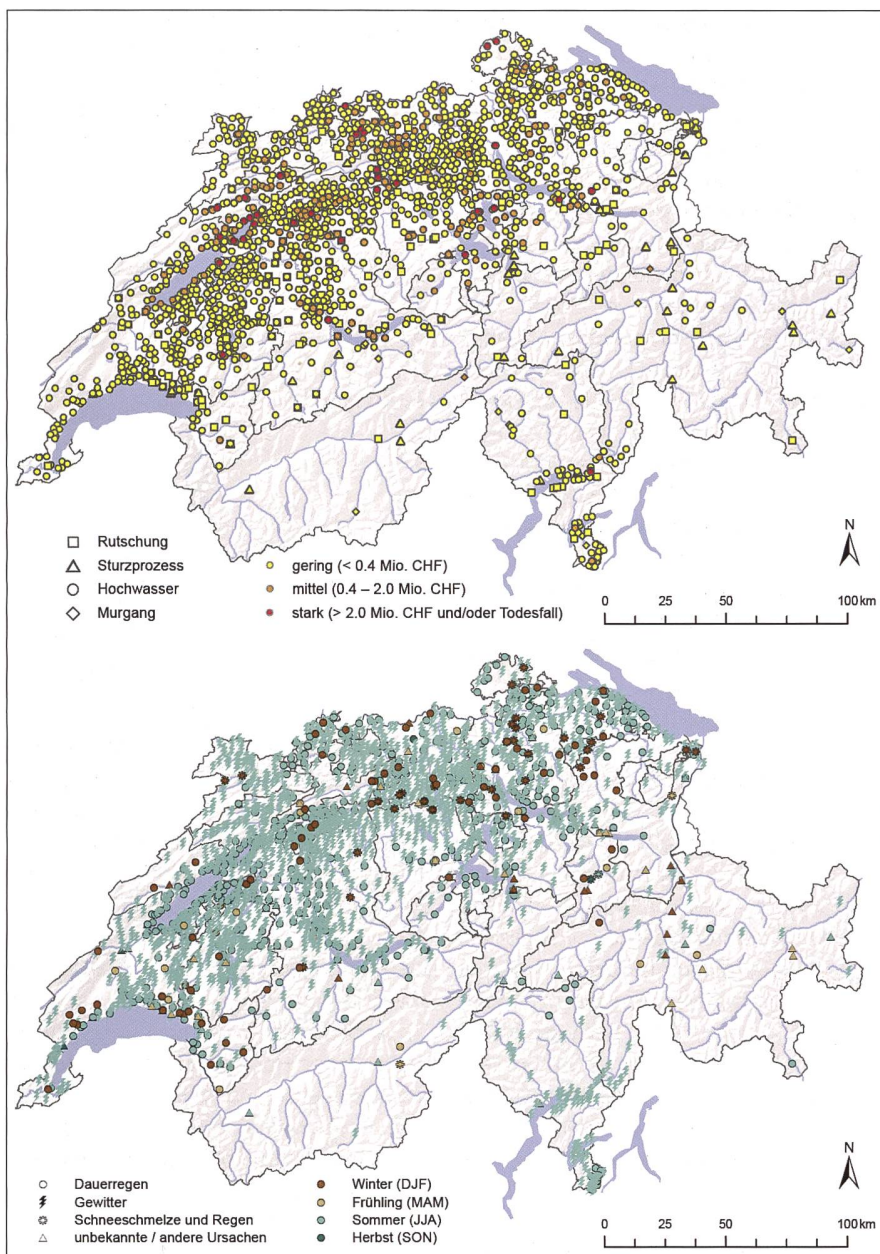 Rutschung
Sturzprozess
Hochwasser
Murgang
gering (< 0.4 Mio. CHF)
mittel (0.4 – 2.0 Mio. CHF)
stark (> 2.0 Mio. CHF und/oder Todesfall)
N
0 25 50 100 km
Dauerregen
Gewitter
Schneeschmelze und Regen
unbekannte / andere Ursachen
Winter (DJF)
Frühling (MAM)
Sommer (JJA)
Herbst (SON)
N
0 25 50 100 km